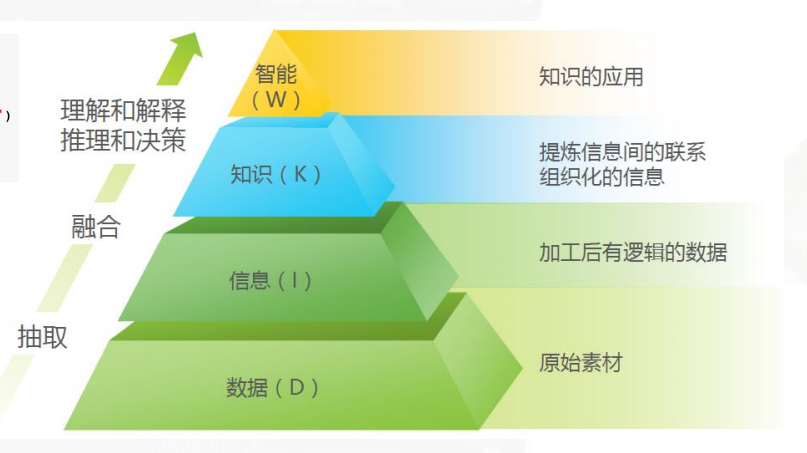 智能
（W）
知识的应用
理解和解释
推理和决策
知识（K）
提炼信息间的联系
组织化的信息
融合
信息（I）
加工后有逻辑的数据
抽取
数据（D）
原始素材